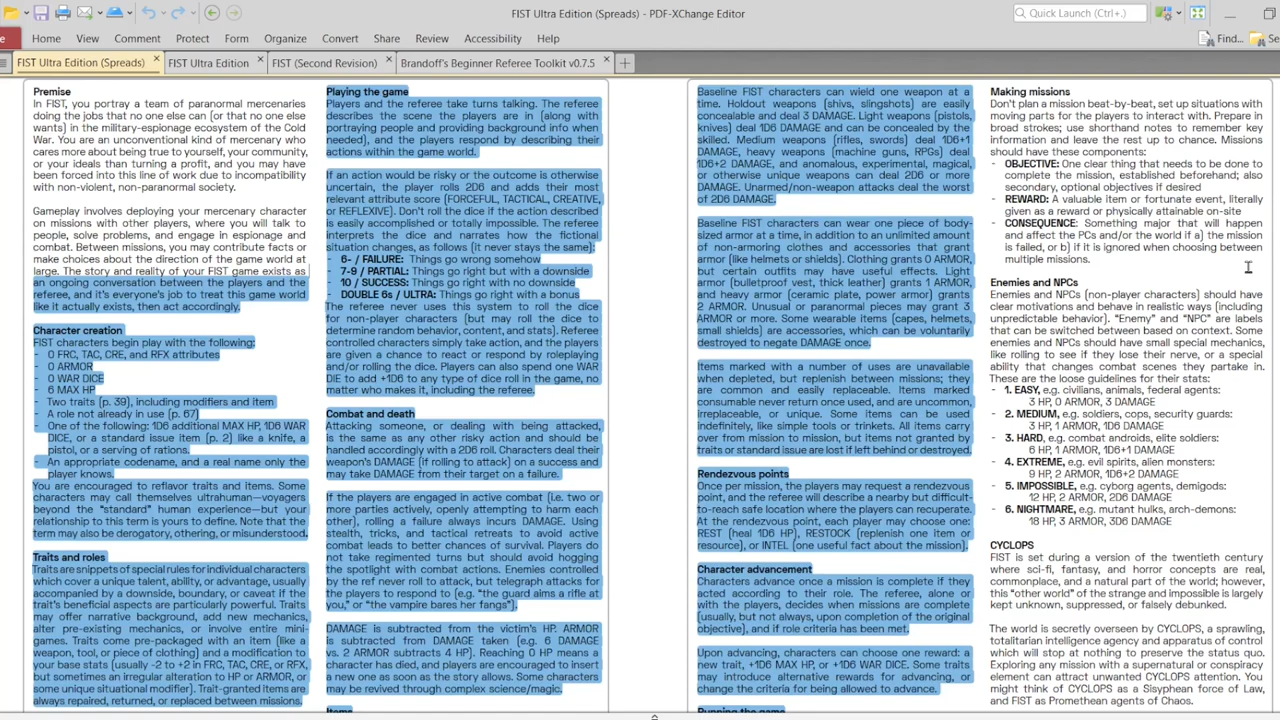 FIST Ultra Edition (Spreads) - PDF-XChange Editor
Quick Launch (Ctrl+.)
Home View Comment Protect Form Organize Convert Share Review Accessibility Help
Find...
FIST Ultra Edition (Spreads)
FIST Ultra Edition
FIST (Second Revision)
Brandoff's Beginner Referee Toolkit v0.7.5
Premise
In FIST, you portray a team of paranormal mercenaries
doing the jobs that no one else can (or that no one else
wants) in the military-espionage ecosystem of the Cold
War. You are an unconventional kind of mercenary who
cares more about being true to yourself, your community,
or your ideals than turning a profit, and you may have
been forced into this line of work due to incompatibility
with non-violent, non-paranormal society.
Gameplay involves deploying your mercenary character
on missions with other players, where you will talk to
people, solve problems, and engage in espionage and
combat. Between missions, you may contribute facts or
make choices about the direction of the game world at
large. The story and reality of your FIST game exists as
an ongoing conversation between the players and the
referee, and it's everyone's job to treat this game world
like it actually exists, then act accordingly.
Character creation
FIST characters begin play with the following:
- 0 FRC, TAC, CRE, and RFX attributes
- 0 ARMOR
- 0 WAR DICE
- 6 MAX HP
- Two traits (p. 39), including modifiers and item
- A role not already in use (p. 67)
- One of the following: 1D6 additional MAX HP, 1D6 WAR
DICE, or a standard issue item (p. 2) like a knife, a
pistol, or a serving of rations.
- An appropriate codename, and a real name only the
player knows.
You are encouraged to reflavor traits and items. Some
characters may call themselves ultrahuman—voyagers
beyond the "standard" human experience—but your
relationship to this term is yours to define. Note that the
term may also be derogatory, othering, or misunderstood.
Traits and roles
Traits are snippets of special rules for individual characters
which cover a unique talent, ability, or advantage, usually
accompanied by a downside, boundary, or caveat if the
trait's beneficial aspects are particularly powerful. Traits
may offer narrative background, add new mechanics,
alter pre-existing mechanics, or involve entire mini-
games. Traits come pre-packaged with an item (like a
weapon, tool, or piece of clothing) and a modification to
your base stats (usually -2 to +2 in FRC, TAC, CRE, or RFX,
but sometimes an irregular alteration to HP or ARMOR, or
some unique situational modifier). Trait-granted items are
always repaired, returned, or replaced between missions.
Playing the game
Players and the referee take turns talking. The referee
describes the scene the players are in (along with
portraying people and providing background info when
needed), and the players respond by describing their
actions within the game world.
If an action would be risky or the outcome is otherwise
uncertain, the player rolls 2D6 and adds their most
relevant attribute score (FORCEFUL, TACTICAL, CREATIVE,
or REFLEXIVE). Don't roll the dice if the action described
is easily accomplished or totally impossible. The referee
interprets the dice and narrates how the fictional
situation changes, as follows (it never stays the same):
- 6- / FAILURE: Things go wrong somehow
- 7-9 / PARTIAL: Things go right but with a downside
- 10 / SUCCESS: Things go right with no downside
- DOUBLE 6s / ULTRA: Things go right with a bonus
The referee never uses this system to roll the dice
for non-player characters (but may roll the dice to
determine random behavior, content, and stats). Referee
controlled characters simply take action, and the players
are given a chance to react or respond by roleplaying
and/or rolling the dice. Players can also spend one WAR
DIE to add +1D6 to any type of dice roll in the game, no
matter who makes it, including the referee.
Combat and death
Attacking someone, or dealing with being attacked,
is the same as any other risky action and should be
handled accordingly with a 2D6 roll. Characters deal their
weapon's DAMAGE (if rolling to attack) on a success and
may take DAMAGE from their target on a failure.
If the players are engaged in active combat (i.e. two or
more parties actively, openly attempting to harm each
other), rolling a failure always incurs DAMAGE. Using
stealth, tricks, and tactical retreats to avoid active
combat leads to better chances of survival. Players do
not take regimented turns but should avoid hogging
the spotlight with combat actions. Enemies controlled
by the ref never roll to attack, but telegraph attacks for
the players to respond to (e.g. "the guard aims a rifle at
you," or "the vampire bares her fangs").
DAMAGE is subtracted from the victim's HP. ARMOR
is subtracted from DAMAGE taken (e.g. 6 DAMAGE
vs. 2 ARMOR subtracts 4 HP). Reaching 0 HP means a
character has died, and players are encouraged to insert
a new one as soon as the story allows. Some characters
may be revived through complex science/magic.
Items
Baseline FIST characters can wield one weapon at a
time. Holdout weapons (shivs, slingshots) are easily
concealable and deal 3 DAMAGE. Light weapons (pistols,
knives) deal 1D6 DAMAGE and can be concealed by the
skilled. Medium weapons (rifles, swords) deal 1D6+1
DAMAGE, heavy weapons (machine guns, RPGs) deal
1D6+2 DAMAGE, and anomalous, experimental, magical,
or otherwise unique weapons can deal 2D6 or more
DAMAGE. Unarmed/non-weapon attacks deal the worst
of 2D6 DAMAGE.
Baseline FIST characters can wear one piece of body-
sized armor at a time, in addition to an unlimited amount
of non-armoring clothes and accessories that grant
armor (like helmets or shields). Clothing grants 0 ARMOR,
but certain outfits may have useful effects. Light
armor (bulletproof vest, thick leather) grants 1 ARMOR,
and heavy armor (ceramic plate, power armor) grants
2 ARMOR. Unusual or paranormal pieces may grant 3
ARMOR or more. Some wearable items (capes, helmets,
small shields) are accessories, which can be voluntarily
destroyed to negate DAMAGE once.
Items marked with a number of uses are unavailable
when depleted, but replenish between missions; they
are common and easily replaceable. Items marked
consumable never return once used, and are uncommon,
irreplaceable, or unique. Some items can be used
indefinitely, like simple tools or trinkets. All items carry
over from mission to mission, but items not granted by
traits or standard issue are lost if left behind or destroyed.
Rendezvous points
Once per mission, the players may request a rendezvous
point, and the referee will describe a nearby but difficult-
to-reach safe location where the players can recuperate.
At the rendezvous point, each player may choose one:
REST (heal 1D6 HP), RESTOCK (replenish one item or
resource), or INTEL (one useful fact about the mission).
Character advancement
Characters advance once a mission is complete if they
acted according to their role. The referee, alone or
with the players, decides when missions are complete
(usually, but not always, upon completion of the original
objective), and if role criteria has been met.
Upon advancing, characters can choose one reward: a
new trait, +1D6 MAX HP, or +1D6 WAR DICE. Some traits
may introduce alternative rewards for advancing, or
change the criteria for being allowed to advance.
Running the game
Making missions
Don't plan a mission beat-by-beat, set up situations with
moving parts for the players to interact with. Prepare in
broad strokes; use shorthand notes to remember key
information and leave the rest up to chance. Missions
should have these components:
- OBJECTIVE: One clear thing that needs to be done to
complete the mission, established beforehand; also
secondary, optional objectives if desired
- REWARD: A valuable item or fortunate event, literally
given as a reward or physically attainable on-site
- CONSEQUENCE: Something major that will happen
and affect the PCs and/or the world if a) the mission
is failed, or b) if it is ignored when choosing between
multiple missions.
Enemies and NPCs
Enemies and NPCs (non-player characters) should have
clear motivations and behave in realistic ways (including
unpredictable behavior). "Enemy" and "NPC" are labels
that can be switched between based on context. Some
enemies and NPCs should have small special mechanics,
like rolling to see if they lose their nerve, or a special
ability that changes combat scenes they partake in.
These are the loose guidelines for their stats:
- 1. EASY, e.g. civilians, animals, federal agents:
3 HP, 0 ARMOR, 3 DAMAGE
- 2. MEDIUM, e.g. soldiers, cops, security guards:
3 HP, 1 ARMOR, 1D6 DAMAGE
- 3. HARD, e.g. combat androids, elite soldiers:
6 HP, 1 ARMOR, 1D6+1 DAMAGE
- 4. EXTREME, e.g. evil spirits, alien monsters:
9 HP, 2 ARMOR, 1D6+2 DAMAGE
- 5. IMPOSSIBLE, e.g. cyborg agents, demigods:
12 HP, 2 ARMOR, 2D6 DAMAGE
- 6. NIGHTMARE, e.g. mutant hulks, arch-demons:
18 HP, 3 ARMOR, 3D6 DAMAGE
CYCLOPS
FIST is set during a version of the twentieth century
where sci-fi, fantasy, and horror concepts are real,
commonplace, and a natural part of the world; however,
this "other world" of the strange and impossible is largely
kept unknown, suppressed, or falsely debunked.
The world is secretly overseen by CYCLOPS, a sprawling,
totalitarian intelligence agency and apparatus of control
which will stop at nothing to preserve the status quo.
Exploring any mission with a supernatural or conspiracy
element can attract unwanted CYCLOPS attention. You
might think of CYCLOPS as a Sisyphean force of Law,
and FIST as Promethean agents of Chaos.